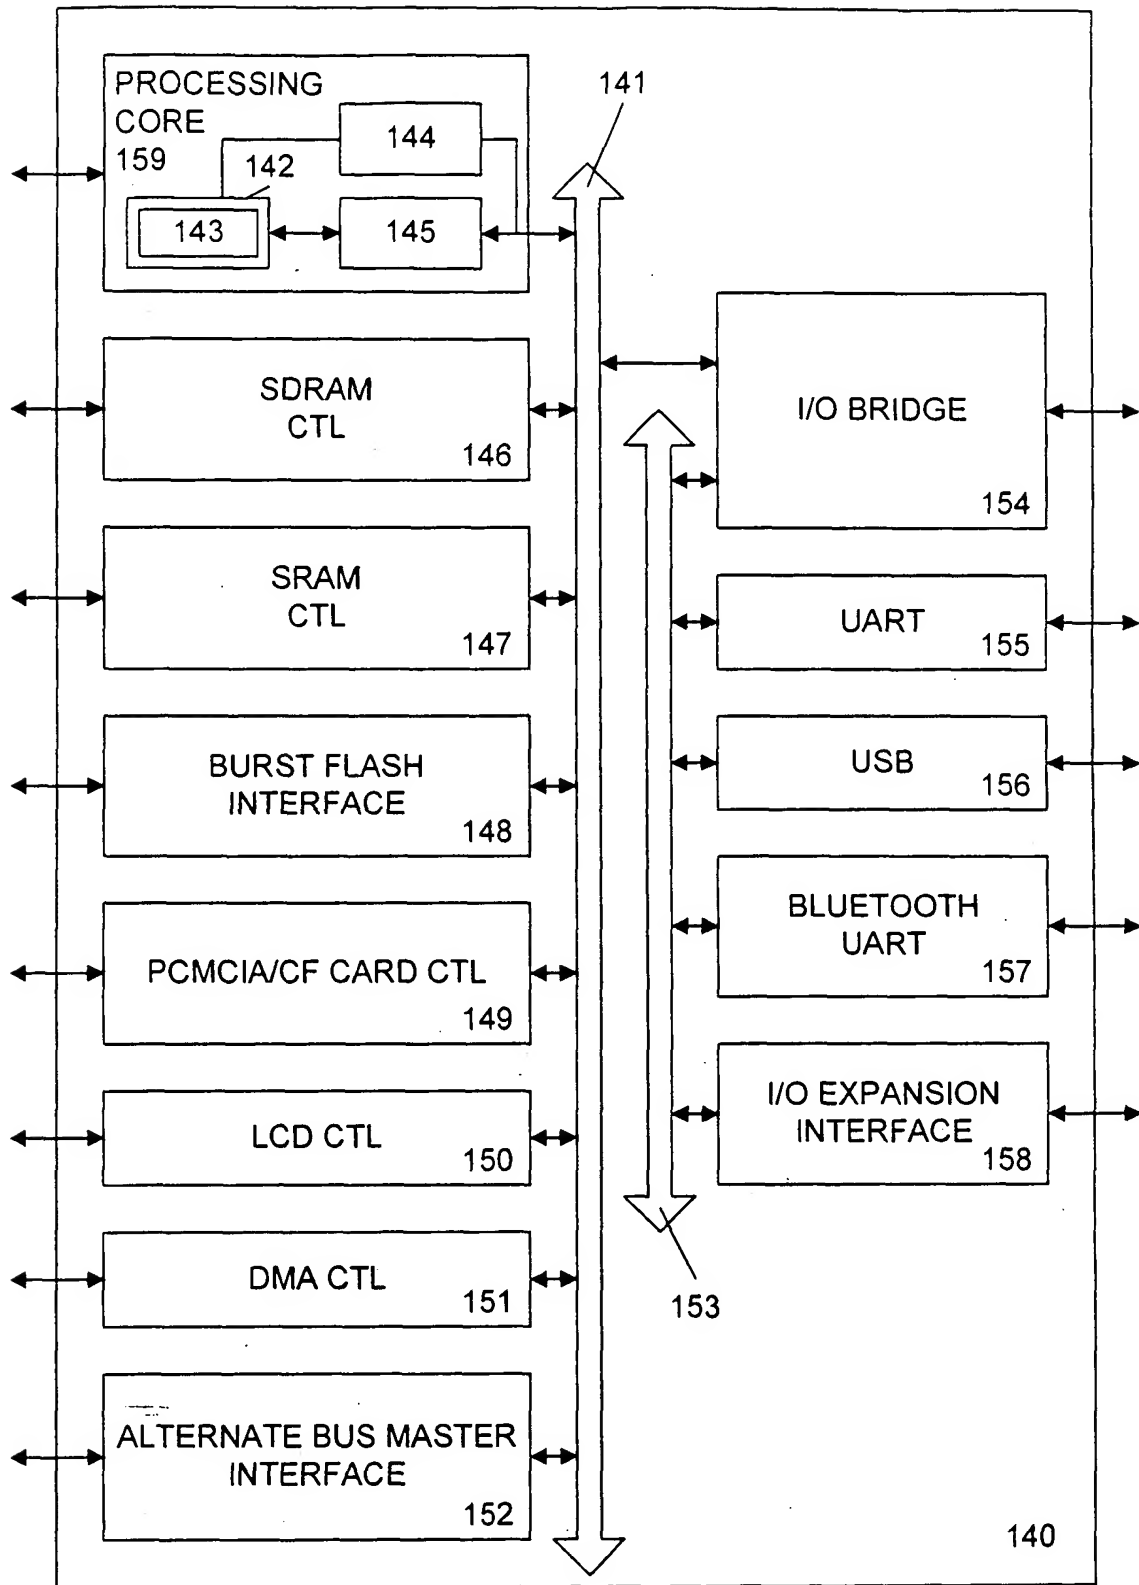 PROCESSING
CORE
159
142
144
143
145
141
SDRAM
CTL
146
SRAM
CTL
147
BURST FLASH
INTERFACE
148
PCMCIA/CF CARD CTL
149
LCD CTL
150
DMA CTL
151
ALTERNATE BUS MASTER
INTERFACE
152
I/O BRIDGE
154
UART
155
USB
156
BLUETOOTH
UART
157
I/O EXPANSION
INTERFACE
158
153
140